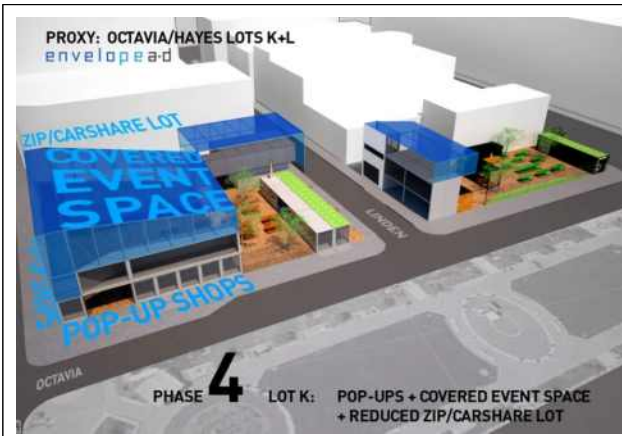 PROXY: OCTAVIA/HAYES LOTS K+L
envelopea-d
ZIP/CARSHARE LOT
COVERED
EVENT
SPACE
POP-UP SHOPS
LINDEN
OCTAVIA
PHASE 4 LOT K: POP-UPS + COVERED EVENT SPACE
+ REDUCED ZIP/CARSHARE LOT